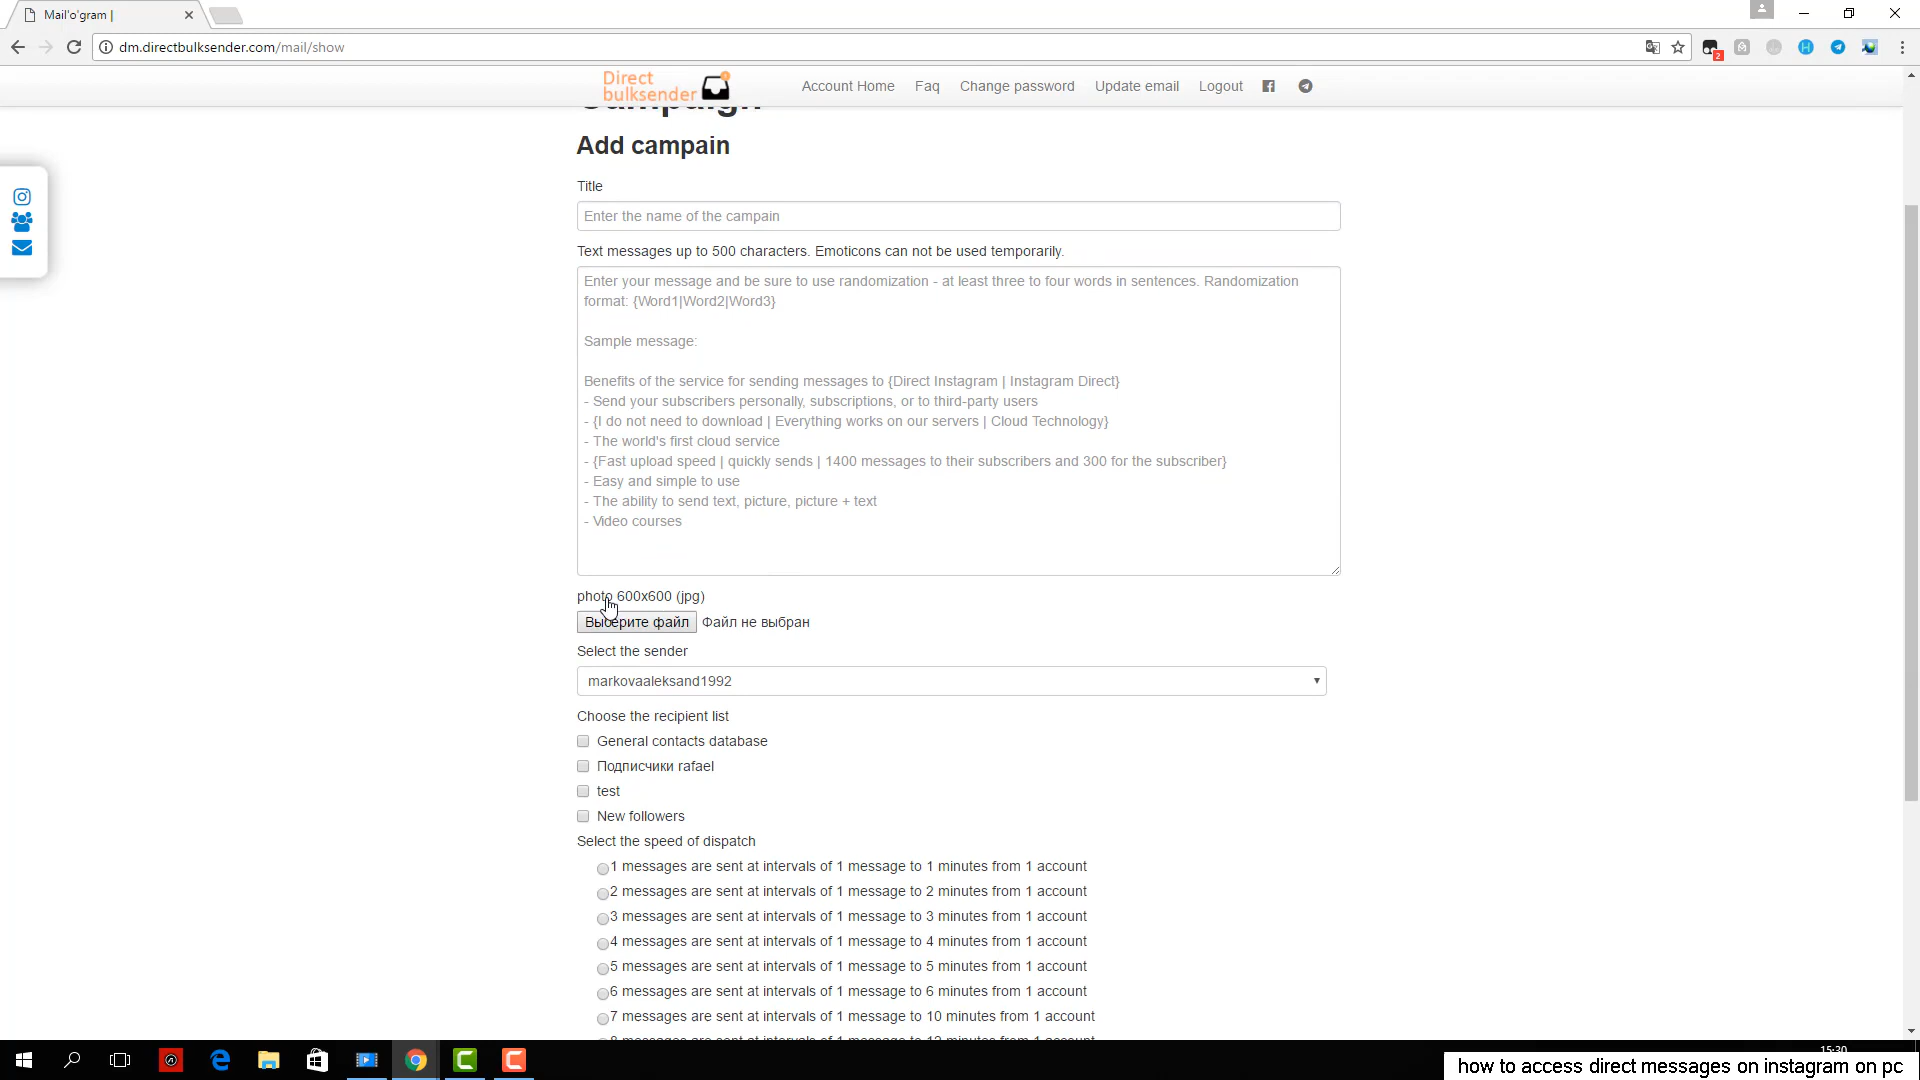 Mail'o'gram |
dm.directbulksender.com/mail/show
2
Direct
bulksender
Account Home
Faq
Change password
Update email
Logout
Campaign
Add campain
Title
Enter the name of the campain
Text messages up to 500 characters. Emoticons can not be used temporarily.
Enter your message and be sure to use randomization - at least three to four words in sentences. Randomization
format: {Word1|Word2|Word3}
Sample message:
Benefits of the service for sending messages to {Direct Instagram | Instagram Direct}
- Send your subscribers personally, subscriptions, or to third-party users
- {I do not need to download | Everything works on our servers | Cloud Technology}
- The world's first cloud service
- {Fast upload speed | quickly sends | 1400 messages to their subscribers and 300 for the subscriber}
- Easy and simple to use
- The ability to send text, picture, picture + text
- Video courses
photo 600x600 (jpg)
Выберите файл Файл не выбран
Select the sender
markovaaleksand1992
Choose the recipient list
General contacts database
Подписчики rafael
test
New followers
Select the speed of dispatch
1 messages are sent at intervals of 1 message to 1 minutes from 1 account
2 messages are sent at intervals of 1 message to 2 minutes from 1 account
3 messages are sent at intervals of 1 message to 3 minutes from 1 account
4 messages are sent at intervals of 1 message to 4 minutes from 1 account
5 messages are sent at intervals of 1 message to 5 minutes from 1 account
6 messages are sent at intervals of 1 message to 6 minutes from 1 account
7 messages are sent at intervals of 1 message to 10 minutes from 1 account
15:30
how to access direct messages on instagram on pc